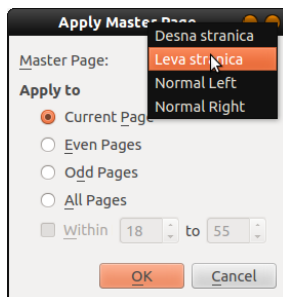 Apply Master Page
Desna stranica
Master Page:
Leva stranica
Normal Left
Apply to
Normal Right
Current Page
Even Pages
Odd Pages
All Pages
Within 18 to 55
OK Cancel